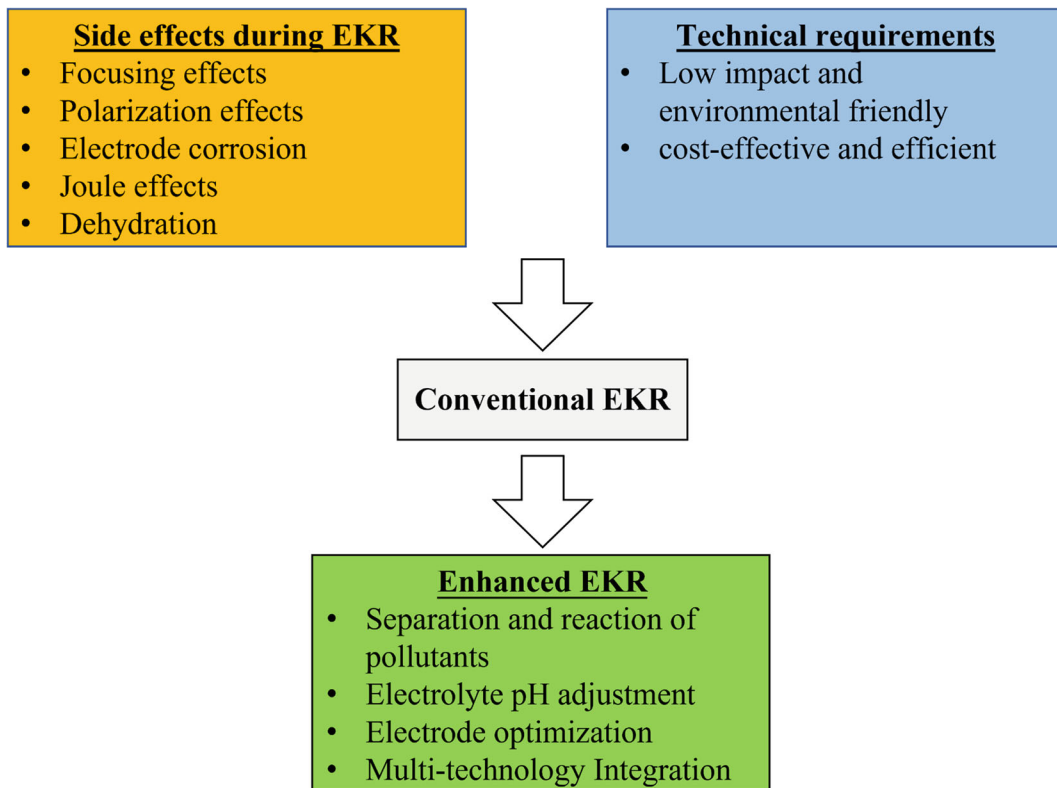 Side effects during EKR
• Focusing effects
• Polarization effects
• Electrode corrosion
• Joule effects
• Dehydration
Technical requirements
• Low impact and
environmental friendly
• cost-effective and efficient
Conventional EKR
Enhanced EKR
• Separation and reaction of
pollutants
• Electrolyte pH adjustment
• Electrode optimization
• Multi-technology Integration